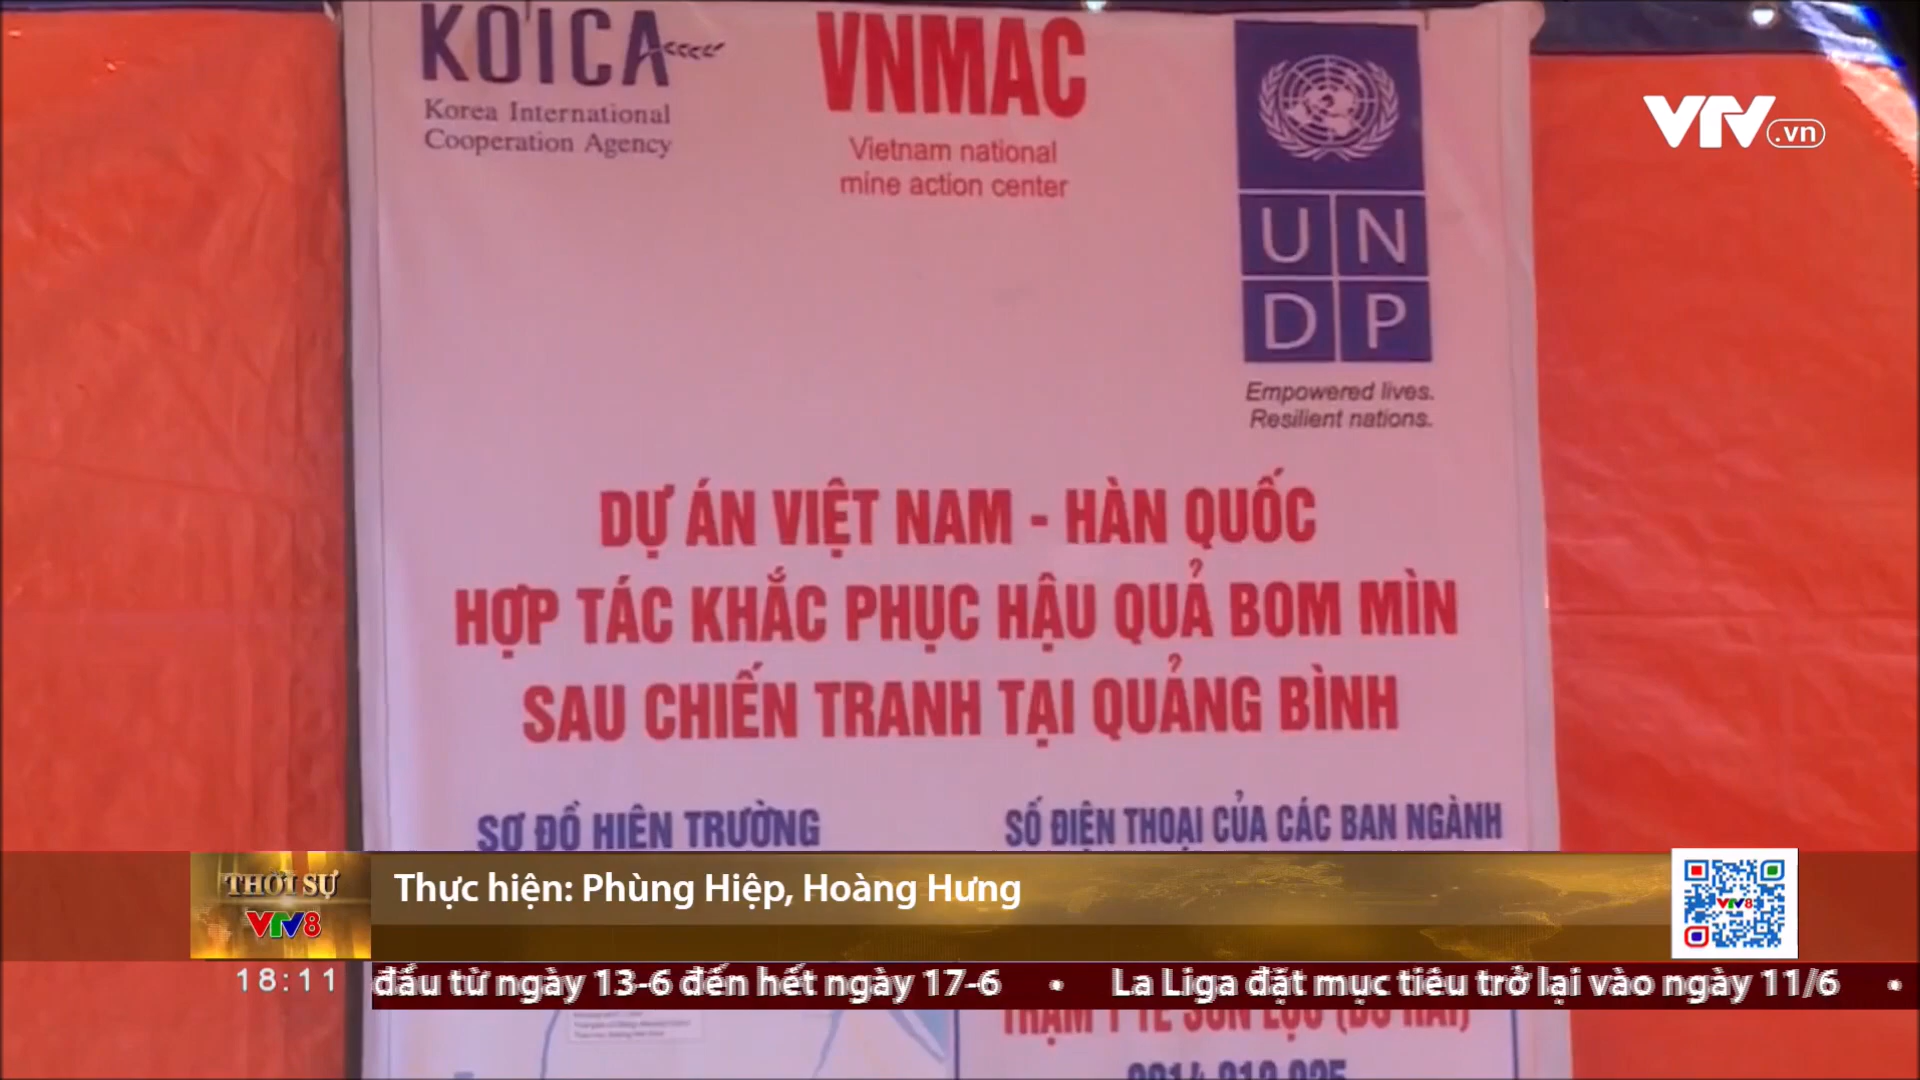 KOICA
Korea International
Cooperation Agency
VNMAC
Vietnam national
mine action center
U N
D P
Empowered lives.
Resilient nations.
VTV.vn
DỰ ÁN VIỆT NAM - HÀN QUỐC
HỢP TÁC KHẮC PHỤC HẬU QUẢ BOM MÌN
SAU CHIẾN TRANH TẠI QUẢNG BÌNH
SƠ ĐỒ HIỆN TRƯỜNG
SỐ ĐIỆN THOẠI CỦA CÁC BAN NGÀNH
THỜI SỰ
VTV8
Thực hiện: Phùng Hiệp, Hoàng Hưng
VTV8
18:11
đầu từ ngày 13-6 đến hết ngày 17-6 • La Liga đặt mục tiêu trở lại vào ngày 11/6 •